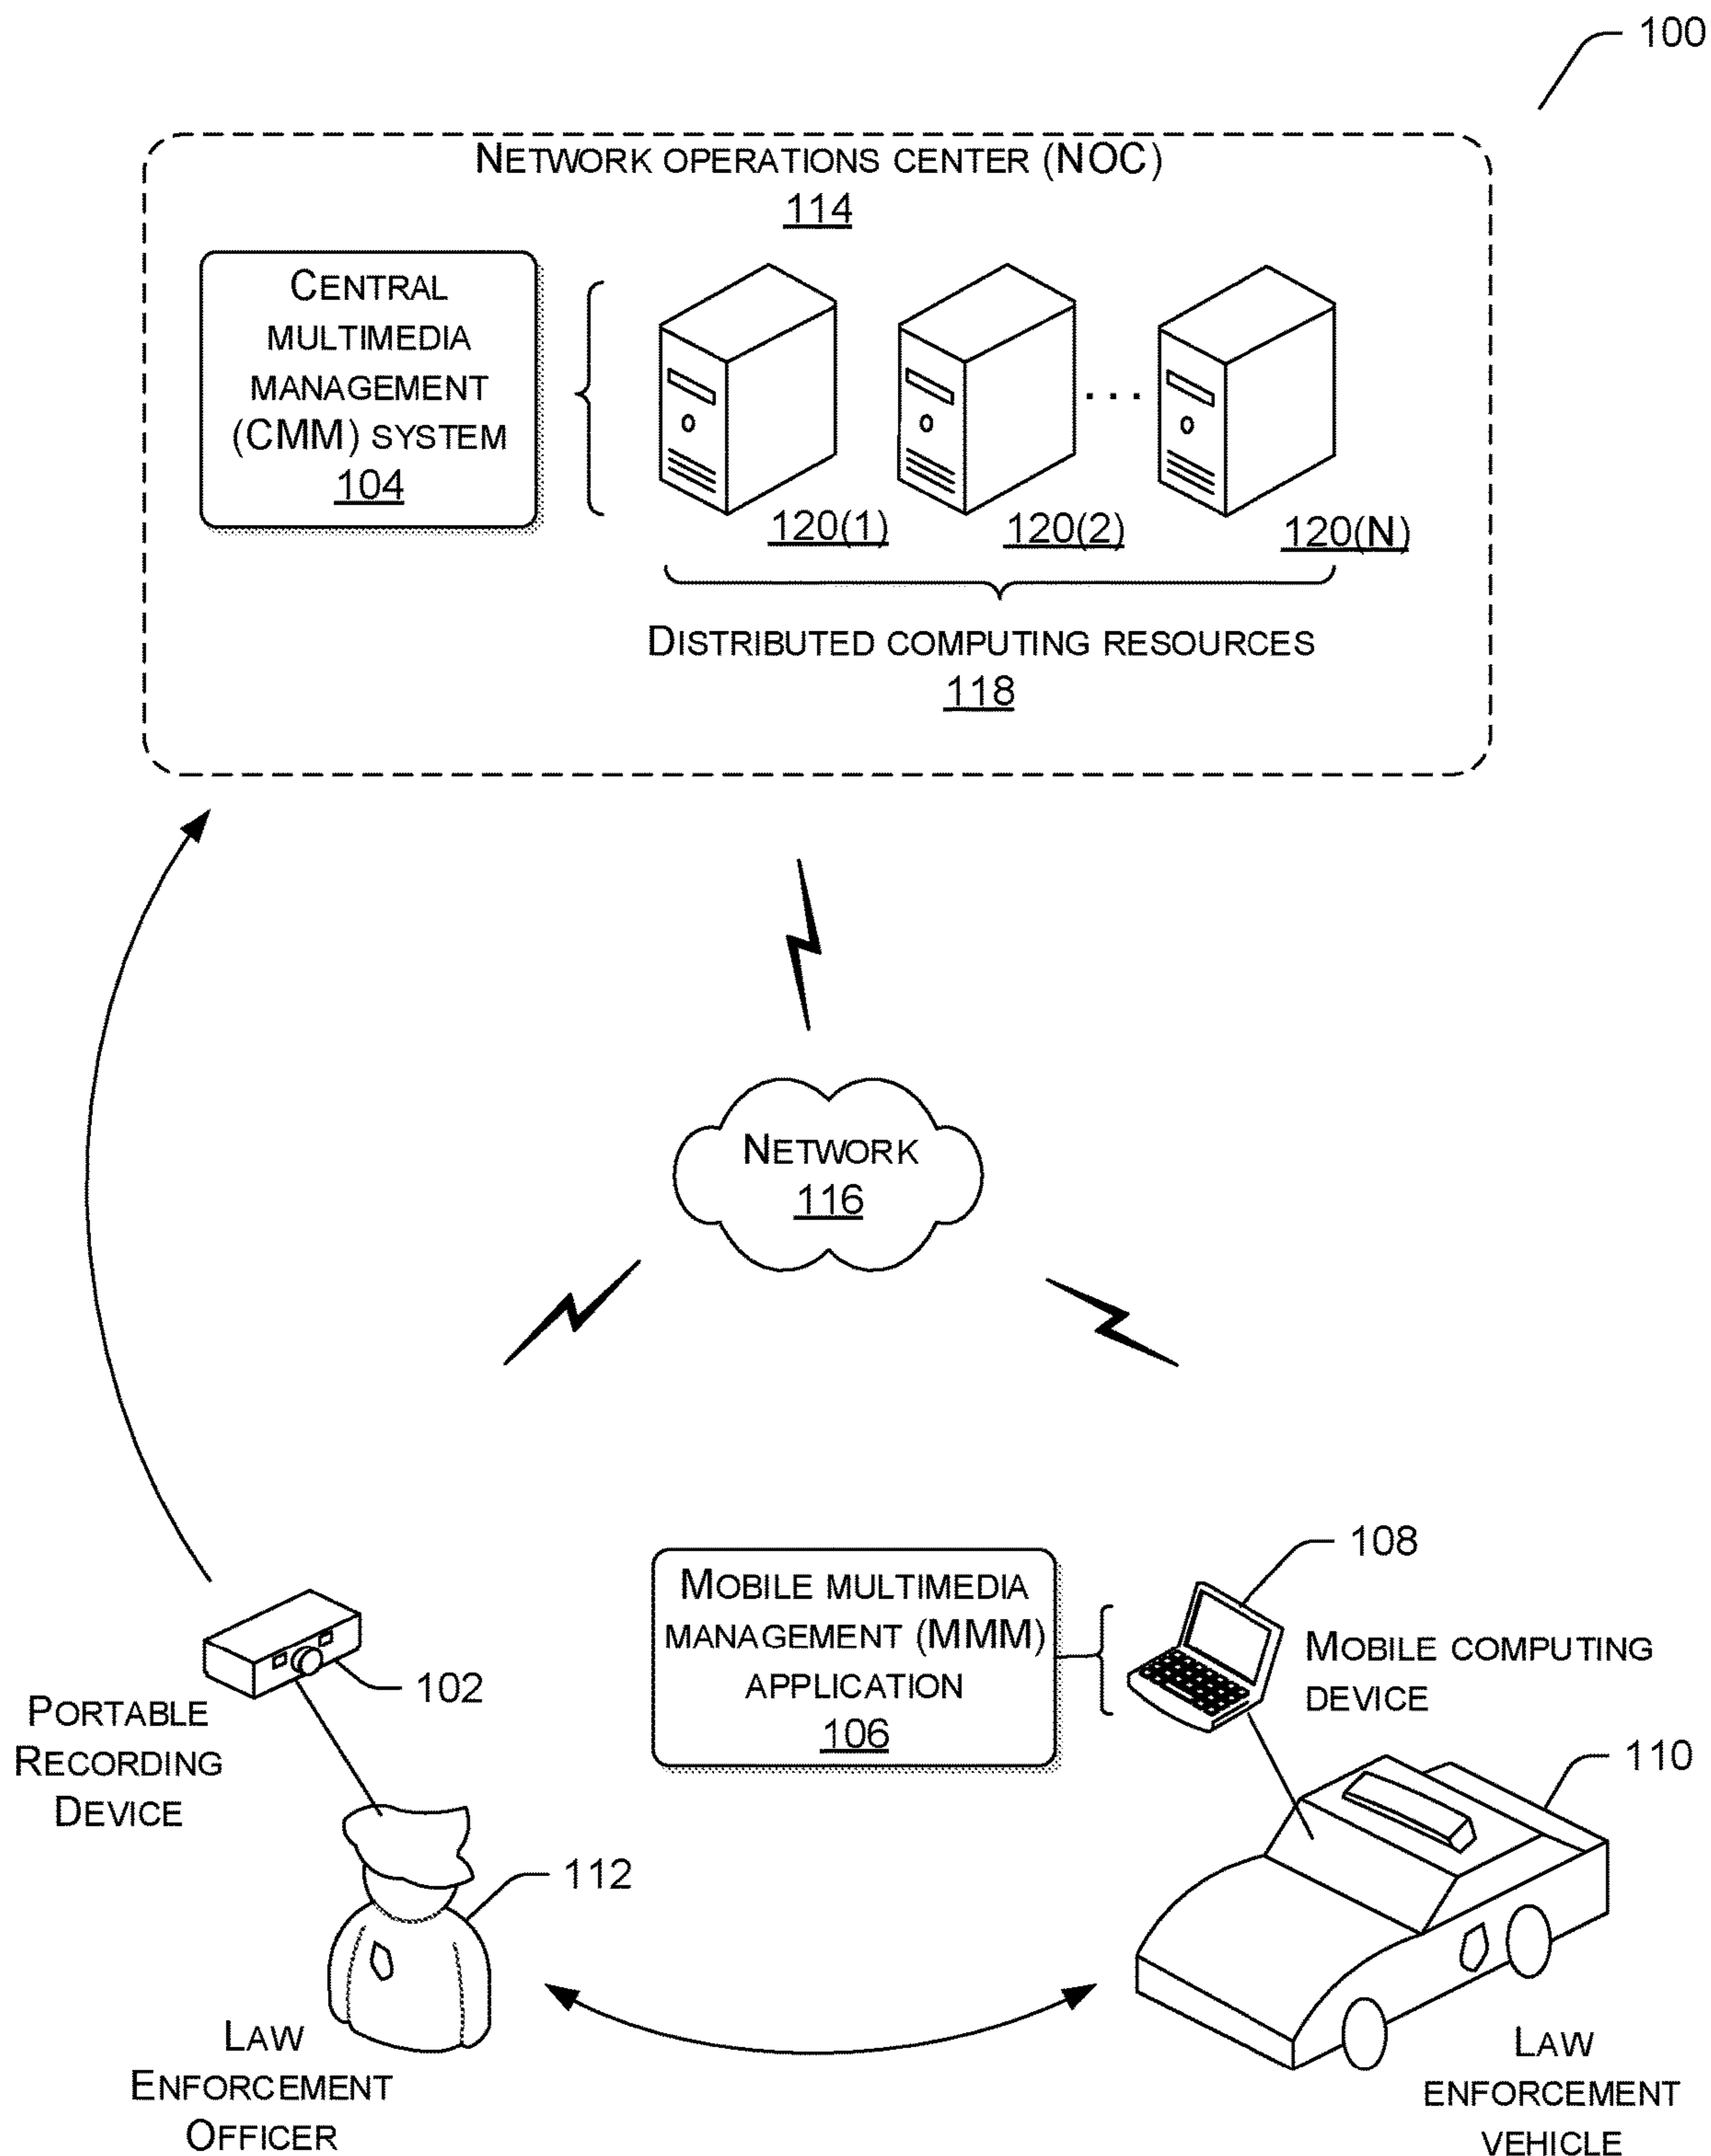 100
NETWORK OPERATIONS CENTER (NOC)
114
CENTRAL
MULTIMEDIA
MANAGEMENT
(CMM) SYSTEM
104
120(1)
120(2)
...
120(N)
DISTRIBUTED COMPUTING RESOURCES
118
NETWORK
116
108
MOBILE MULTIMEDIA
MANAGEMENT (MMM)
APPLICATION
106
MOBILE COMPUTING
DEVICE
102
PORTABLE
RECORDING
DEVICE
110
112
LAW
ENFORCEMENT
OFFICER
LAW
ENFORCEMENT
VEHICLE